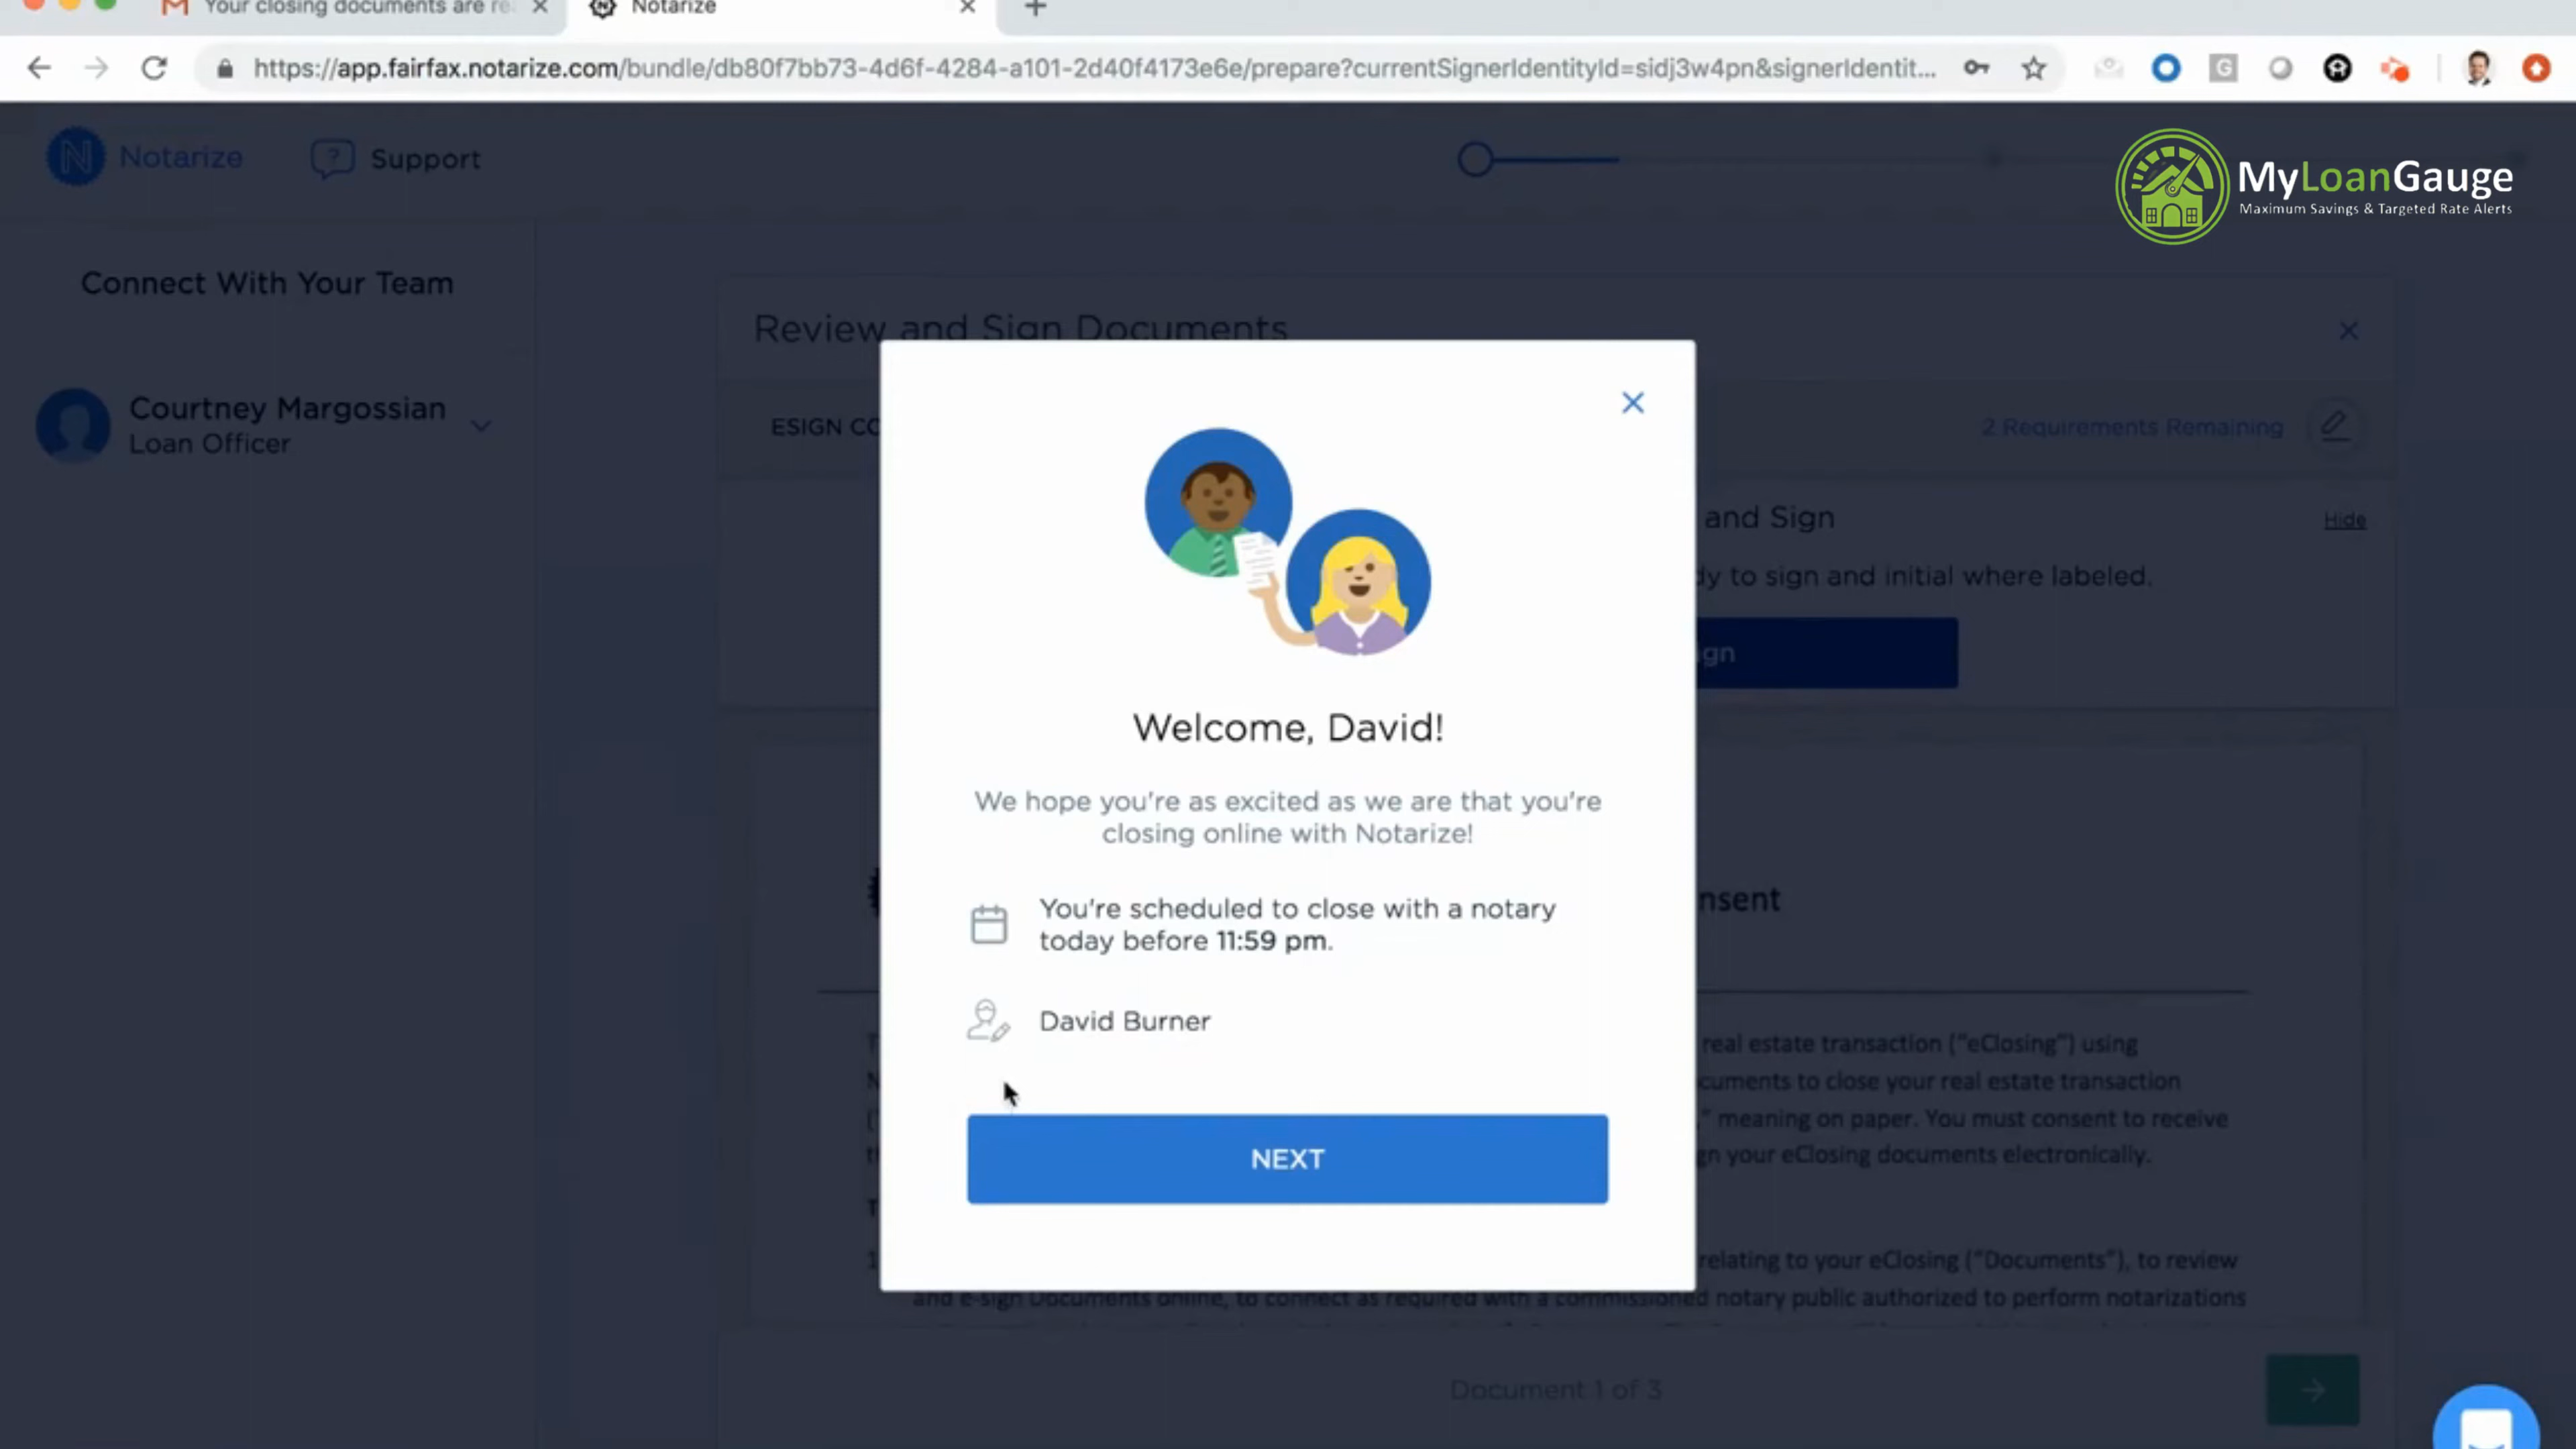 Your closing documents are re
Notarize
https://app.fairfax.notarize.com/bundle/db80f7bb73-4d6f-4284-a101-2d40f4173e6e/prepare?currentSignerIdentityId=sidj3w4pn&signerIdentit...
Notarize
Support
MyLoanGauge
Maximum Savings & Targeted Rate Alerts
Connect With Your Team
Courtney Margossian
Loan Officer
Review and Sign Documents
ESIGN CO
2 Requirements Remaining
and Sign
Hide
dy to sign and initial where labeled.
gn
Welcome, David!
We hope you're as excited as we are that you're
closing online with Notarize!
You're scheduled to close with a notary
today before 11:59 pm.
David Burner
NEXT
nsent
real estate transaction ("eClosing") using
cuments to close your real estate transaction
" meaning on paper. You must consent to receive
gn your eClosing documents electronically.
relating to your eClosing ("Documents"), to review
and e-sign Documents online, to connect as required with a commissioned notary public authorized to perform notarizations
Document 1 of 3